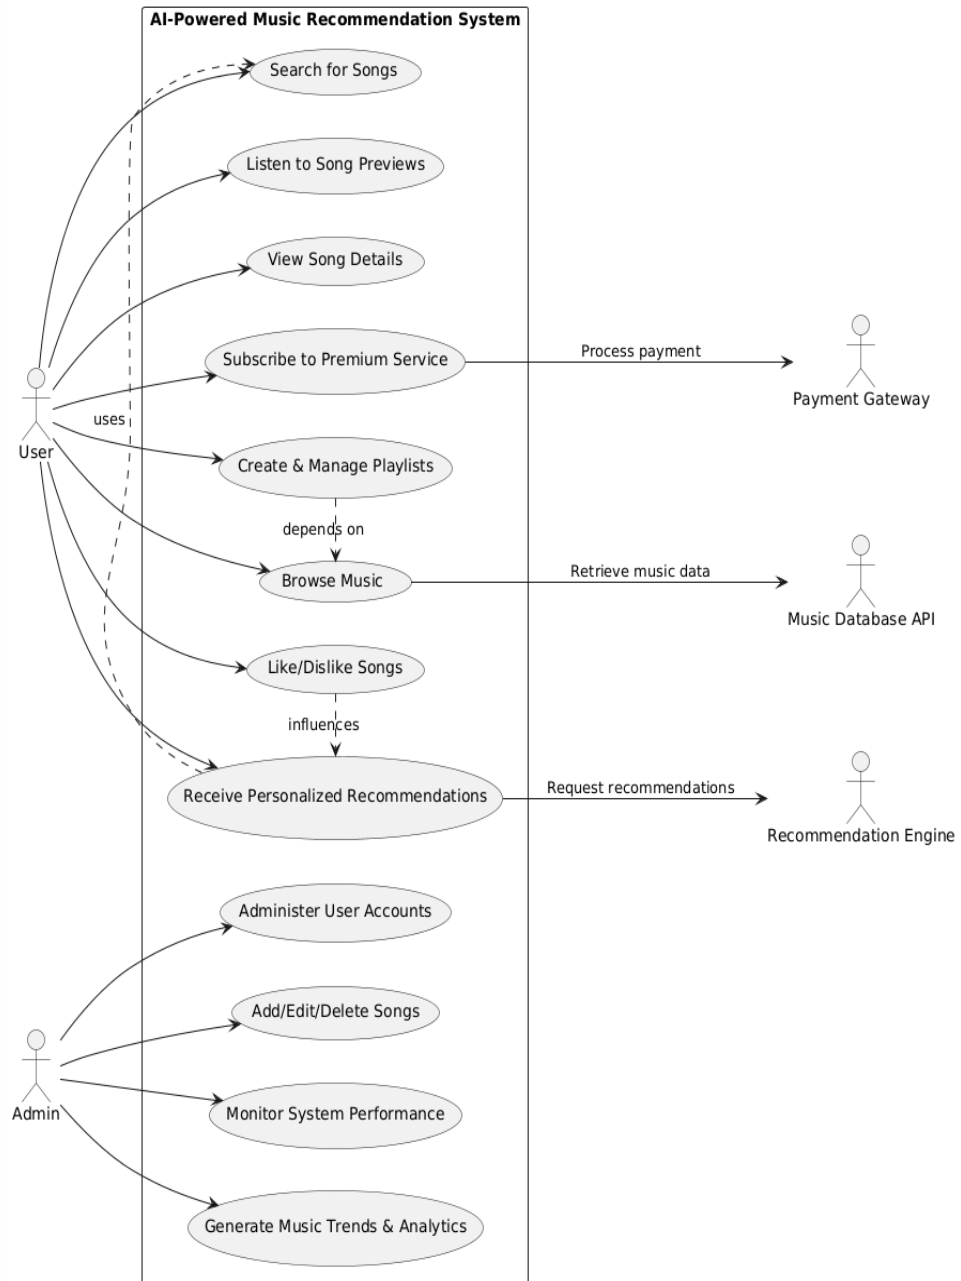 AI-Powered Music Recommendation System
Search for Songs
Listen to Song Previews
View Song Details
Subscribe to Premium Service
Process payment
Payment Gateway
uses
User
Create & Manage Playlists
depends on
Browse Music
Retrieve music data
Music Database API
Like/Dislike Songs
influences
Receive Personalized Recommendations
Request recommendations
Recommendation Engine
Administer User Accounts
Add/Edit/Delete Songs
Admin
Monitor System Performance
Generate Music Trends & Analytics